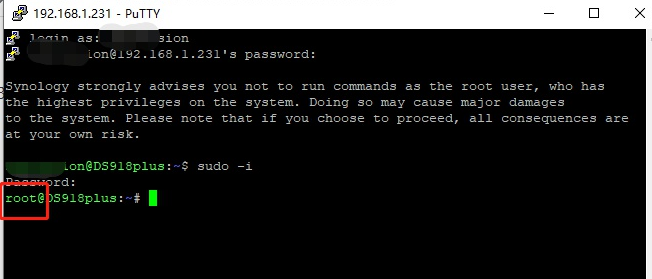 192.168.1.231 - PuTTY
login as: sion
ion@192.168.1.231's password:
Synology strongly advises you not to run commands as the root user, who has
the highest privileges on the system. Doing so may cause major damages
to the system. Please note that if you choose to proceed, all consequences are
at your own risk.
ion@DS918plus:~$ sudo -i
Password:
root@DS918plus:~#